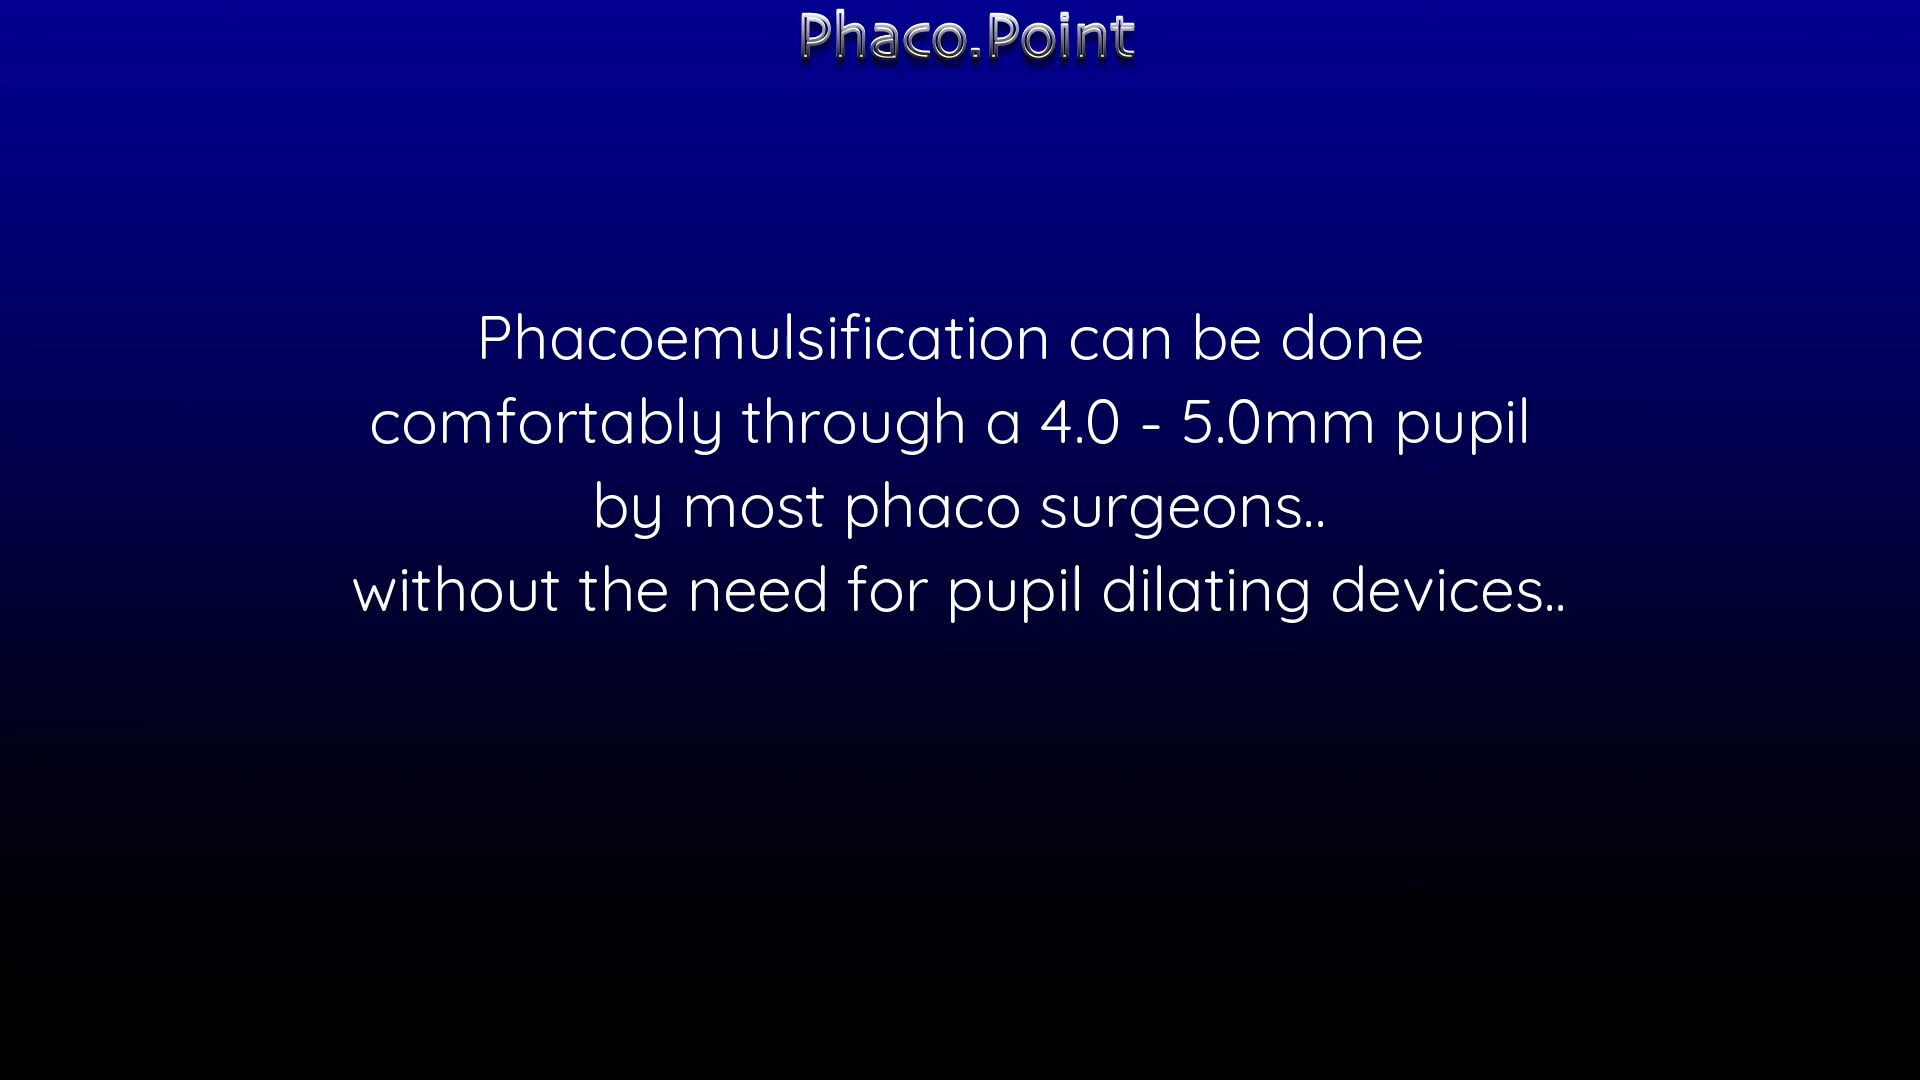 Phaco.Point
Phacoemulsification can be done
comfortably through a 4.0 - 5.0mm pupil
by most phaco surgeons..
without the need for pupil dilating devices..